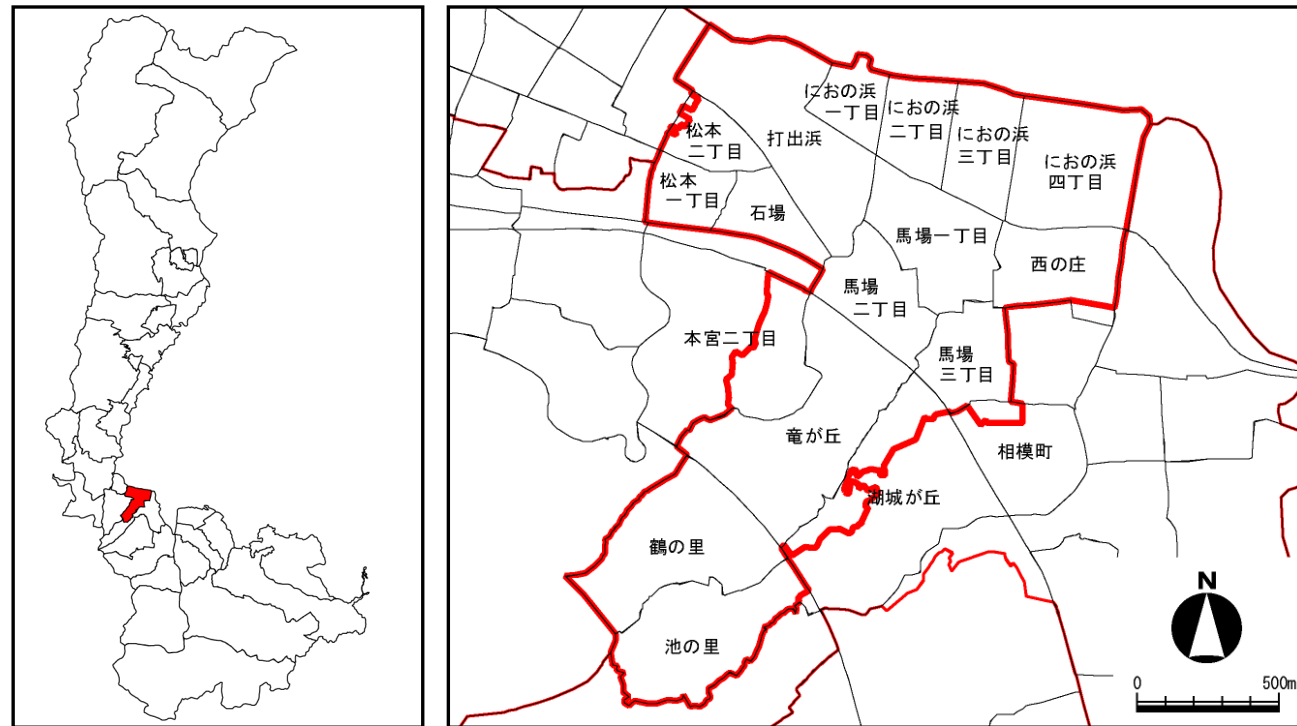 におの浜
一丁目
におの浜
二丁目
におの浜
三丁目
におの浜
四丁目
松本
二丁目
打出浜
松本
一丁目
石場
馬場一丁目
西の庄
馬場
二丁目
本宮二丁目
馬場
三丁目
竜が丘
相模町
湖城が丘
鶴の里
池の里
N
0
500m